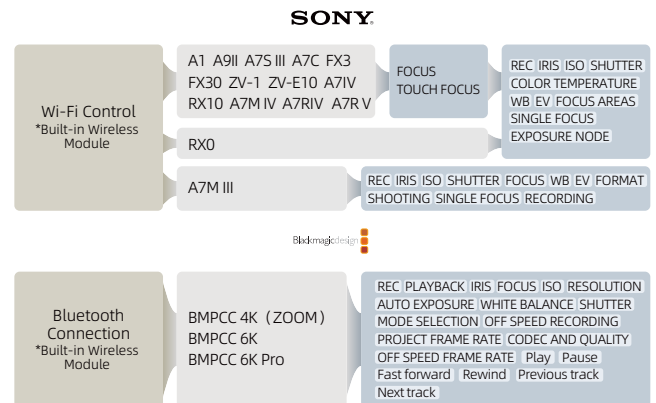 SONY
Wi-Fi Control
*Built-in Wireless
Module
A1 A9II A7S III A7C FX3
FX30 ZV-1 ZV-E10 A7IV
RX10 A7M IV A7RIV A7R V
FOCUS
TOUCH FOCUS
REC IRIS ISO SHUTTER
COLOR TEMPERATURE
WB EV FOCUS AREAS
SINGLE FOCUS
EXPOSURE NODE
RX0
A7M III
REC IRIS ISO SHUTTER FOCUS WB EV FORMAT
SHOOTING SINGLE FOCUS RECORDING
Blackmagicdesign
Bluetooth
Connection
*Built-in Wireless
Module
BMPCC 4K (ZOOM)
BMPCC 6K
BMPCC 6K Pro
REC PLAYBACK IRIS FOCUS ISO RESOLUTION
AUTO EXPOSURE WHITE BALANCE SHUTTER
MODE SELECTION OFF SPEED RECORDING
PROJECT FRAME RATE CODEC AND QUALITY
OFF SPEED FRAME RATE Play Pause
Fast forward Rewind Previous track
Next track